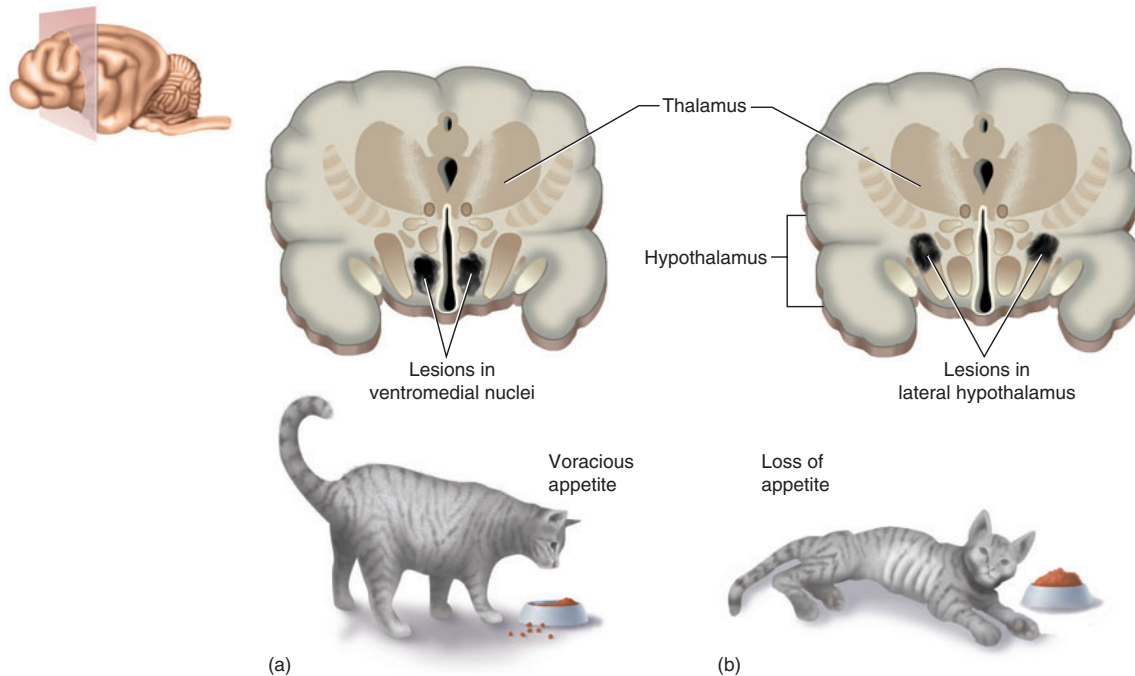 Thalamus
Hypothalamus
Lesions in
ventromedial nuclei
Lesions in
lateral hypothalamus
Voracious
appetite
Loss of
appetite
(a)
(b)